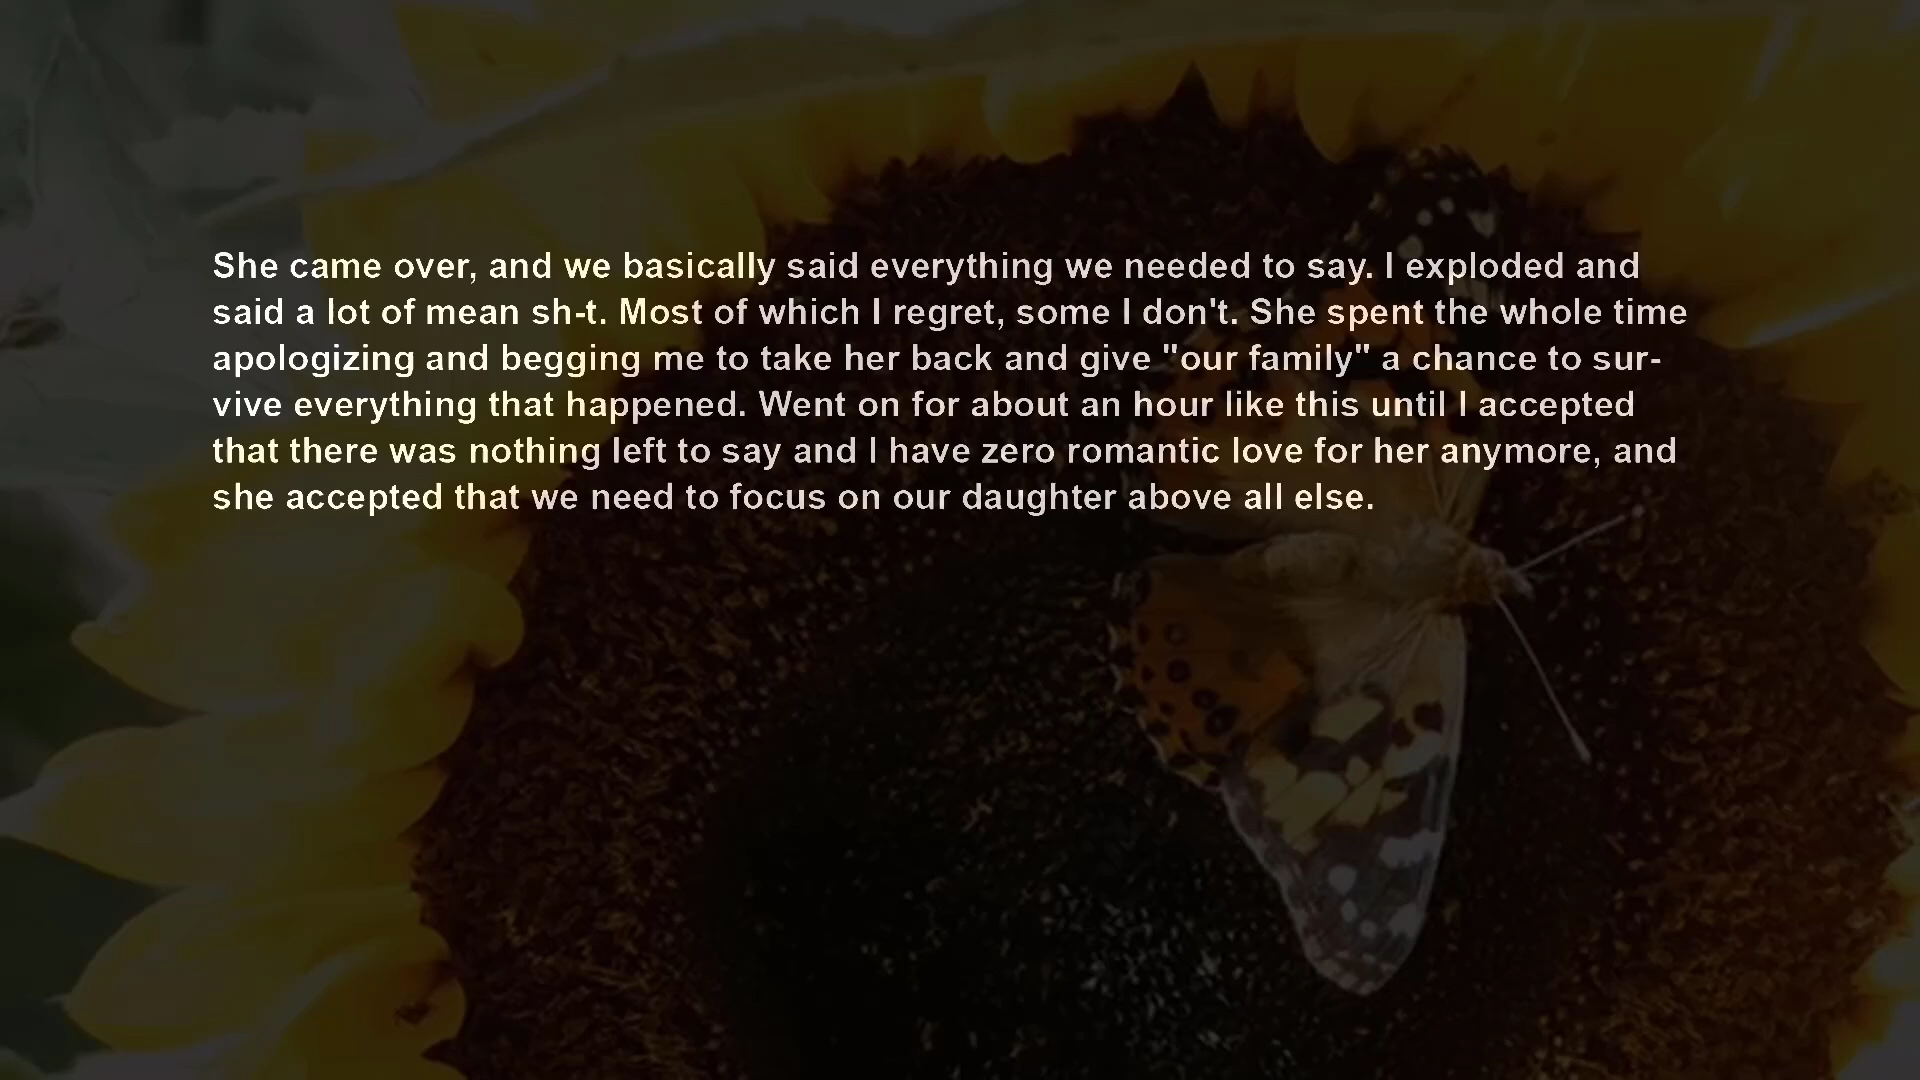 She came over, and we basically said everything we needed to say. I exploded and
said a lot of mean sh-t. Most of which I regret, some I don't. She spent the whole time
apologizing and begging me to take her back and give "our family" a chance to sur-
vive everything that happened. Went on for about an hour like this until I accepted
that there was nothing left to say and I have zero romantic love for her anymore, and
she accepted that we need to focus on our daughter above all else.